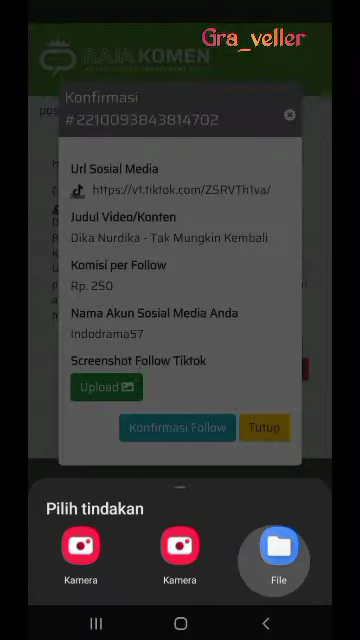 Gra_veller
RAJA KOMEN
pos
Konfirmasi
#2210093843814702
Url Sosial Media
https://vt.tiktok.com/ZSRVTh1va/
Judul Video/Konten
Dika Nurdika - Tak Mungkin Kembali
Komisi per Follow
Rp. 250
Nama Akun Sosial Media Anda
Indodrama57
Screenshot Follow Tiktok
Upload
Konfirmasi Follow
Tutup
Pilih tindakan
Kamera
Kamera
File